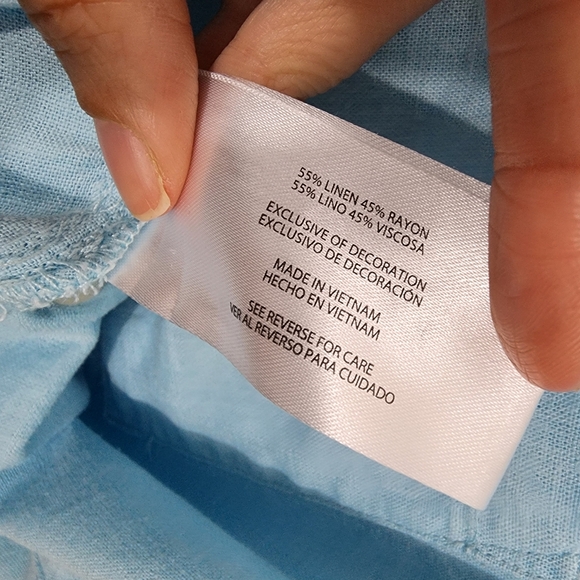 55% LINEN 45% RAYON
55% LINO 45% VISCOSA
EXCLUSIVE OF DECORATION
EXCLUSIVO DE DECORACIÓN
MADE IN VIETNAM
HECHO EN VIETNAM
SEE REVERSE FOR CARE
VER AL REVERSO PARA CUIDADO